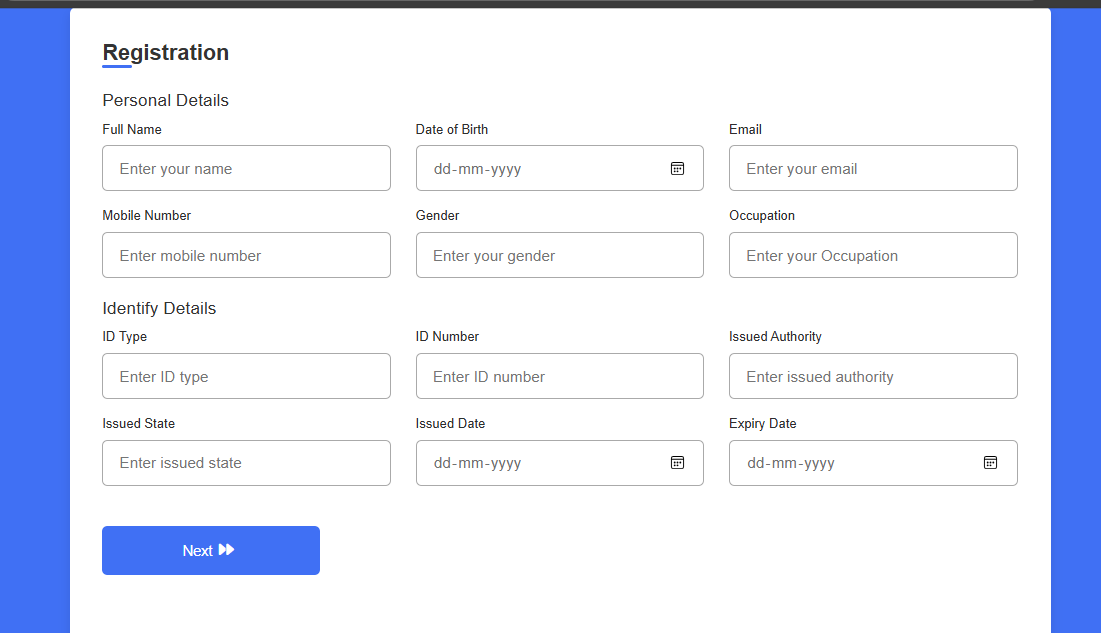 Registration
Personal Details
Full Name Date of Birth Email
Enter your name dd-mm-yyyy Enter your email
Mobile Number Gender Occupation
Enter mobile number Enter your gender Enter your Occupation
Identify Details
ID Type ID Number Issued Authority
Enter ID type Enter ID number Enter issued authority
Issued State Issued Date Expiry Date
Enter issued state dd-mm-yyyy dd-mm-yyyy
Next